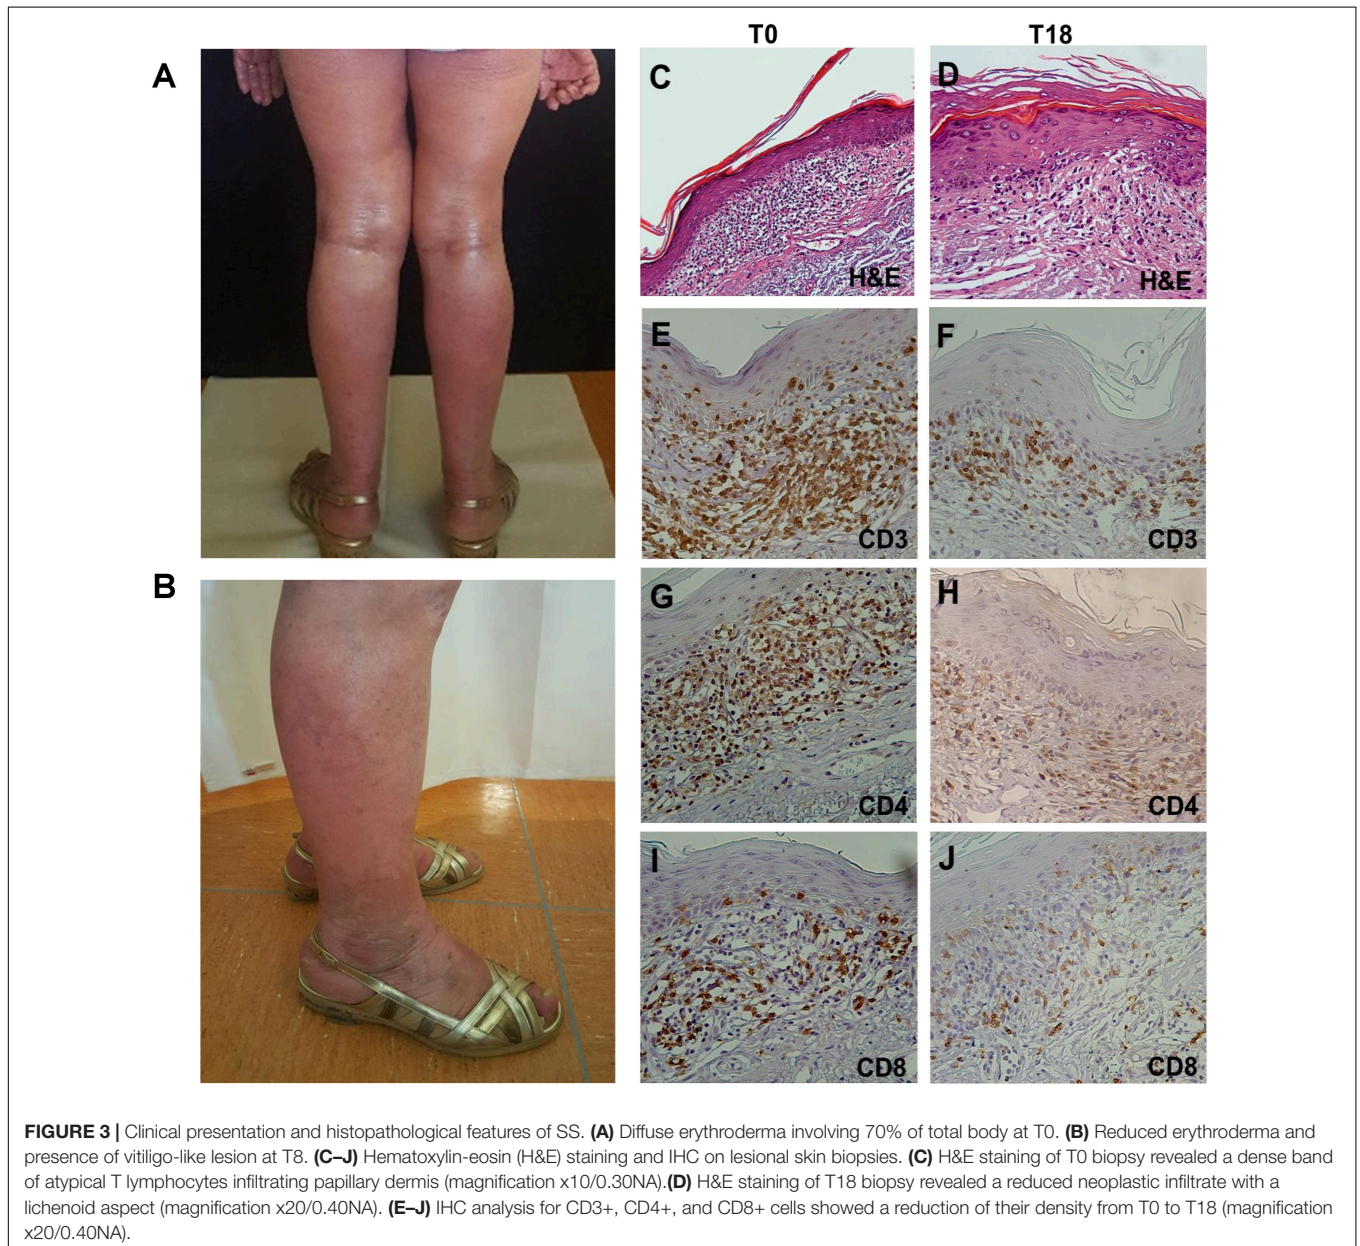 T0 T18
A
C
D
H&E
H&E
E
F
CD3
CD3
B
G
H
CD4
CD4
I
J
CD8
CD8
FIGURE 3 | Clinical presentation and histopathological features of SS. (A) Diffuse erythroderma involving 70% of total body at T0. (B) Reduced erythroderma and
presence of vitiligo-like lesion at T8. (C–J) Hematoxylin-eosin (H&E) staining and IHC on lesional skin biopsies. (C) H&E staining of T0 biopsy revealed a dense band
of atypical T lymphocytes infiltrating papillary dermis (magnification x10/0.30NA).(D) H&E staining of T18 biopsy revealed a reduced neoplastic infiltrate with a
lichenoid aspect (magnification x20/0.40NA). (E–J) IHC analysis for CD3+, CD4+, and CD8+ cells showed a reduction of their density from T0 to T18 (magnification
x20/0.40NA).